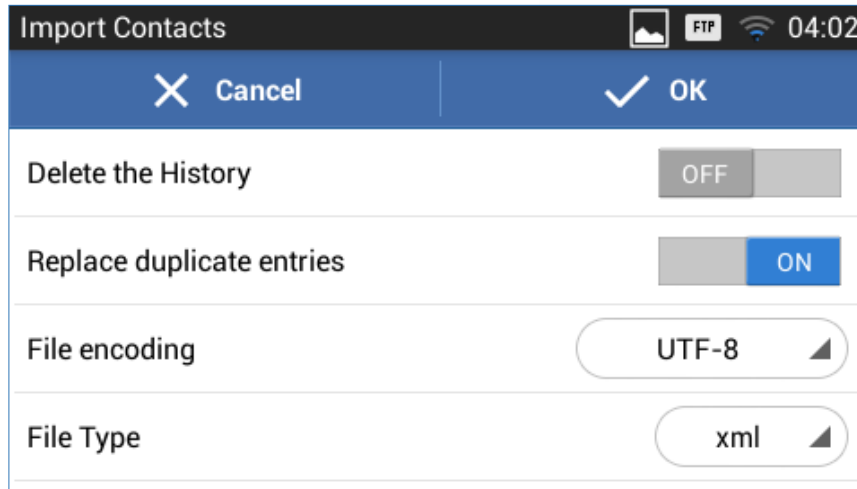 Import Contacts FTP 04:02
Cancel OK
Delete the History OFF
Replace duplicate entries ON
File encoding UTF-8
File Type xml